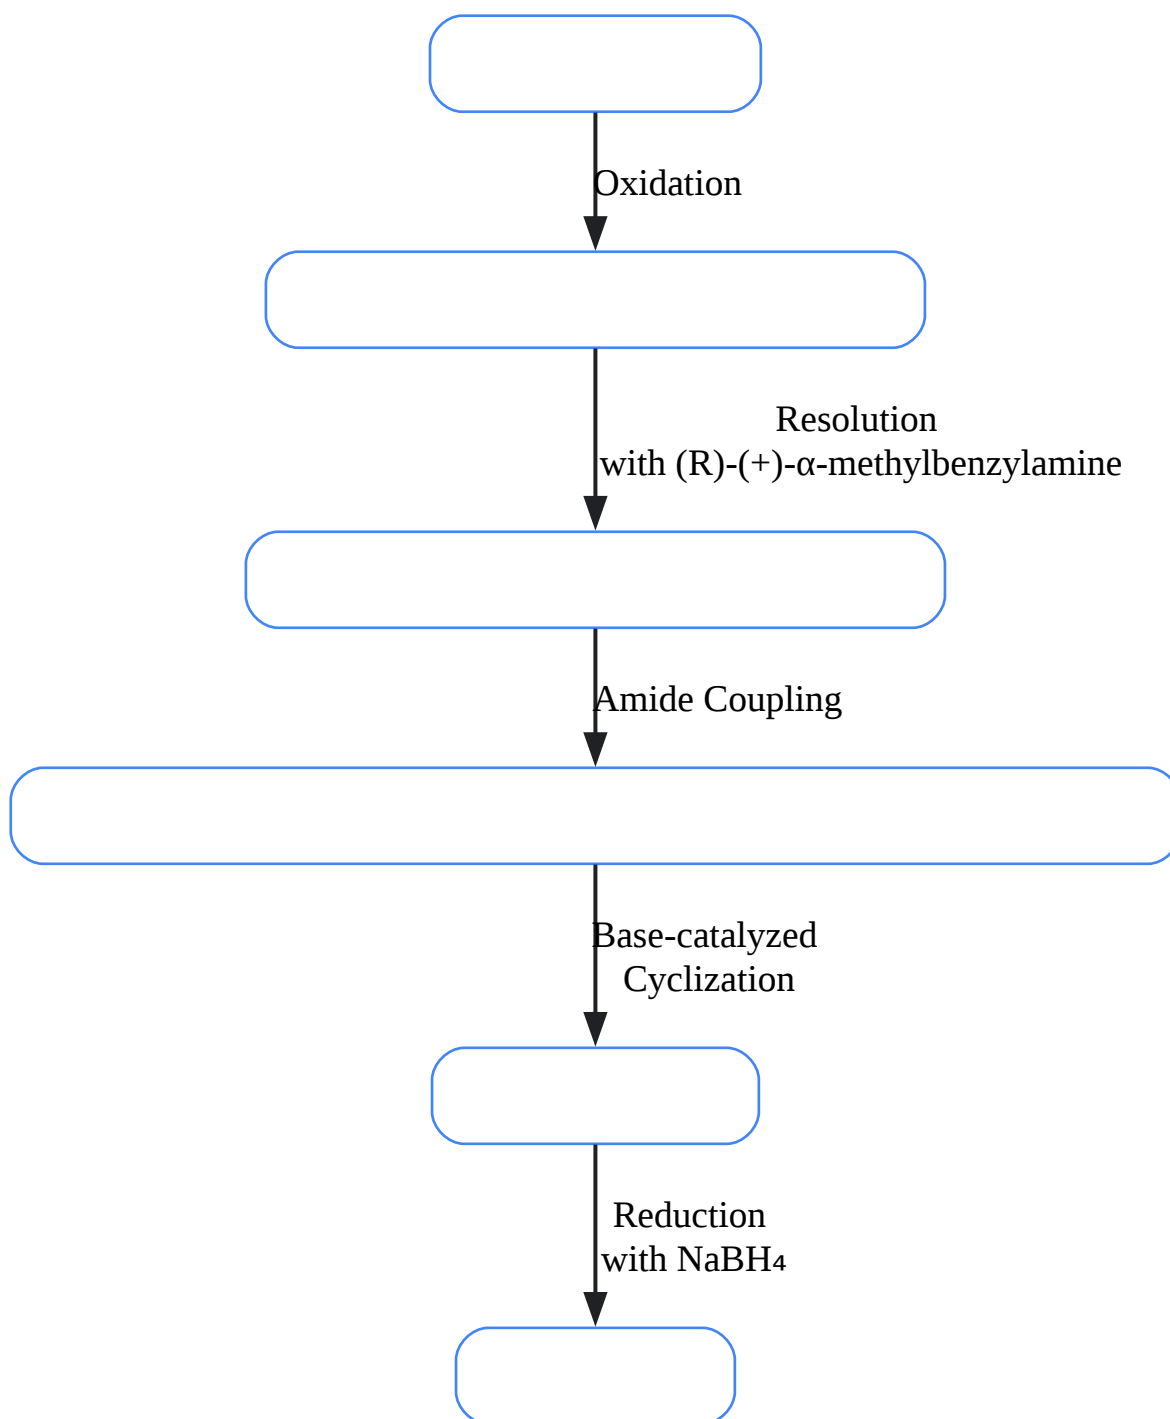 Oxidation
Resolution
with (R)-(+)-α-methylbenzylamine
Amide Coupling
Base-catalyzed
Cyclization
Reduction
with NaBH₄